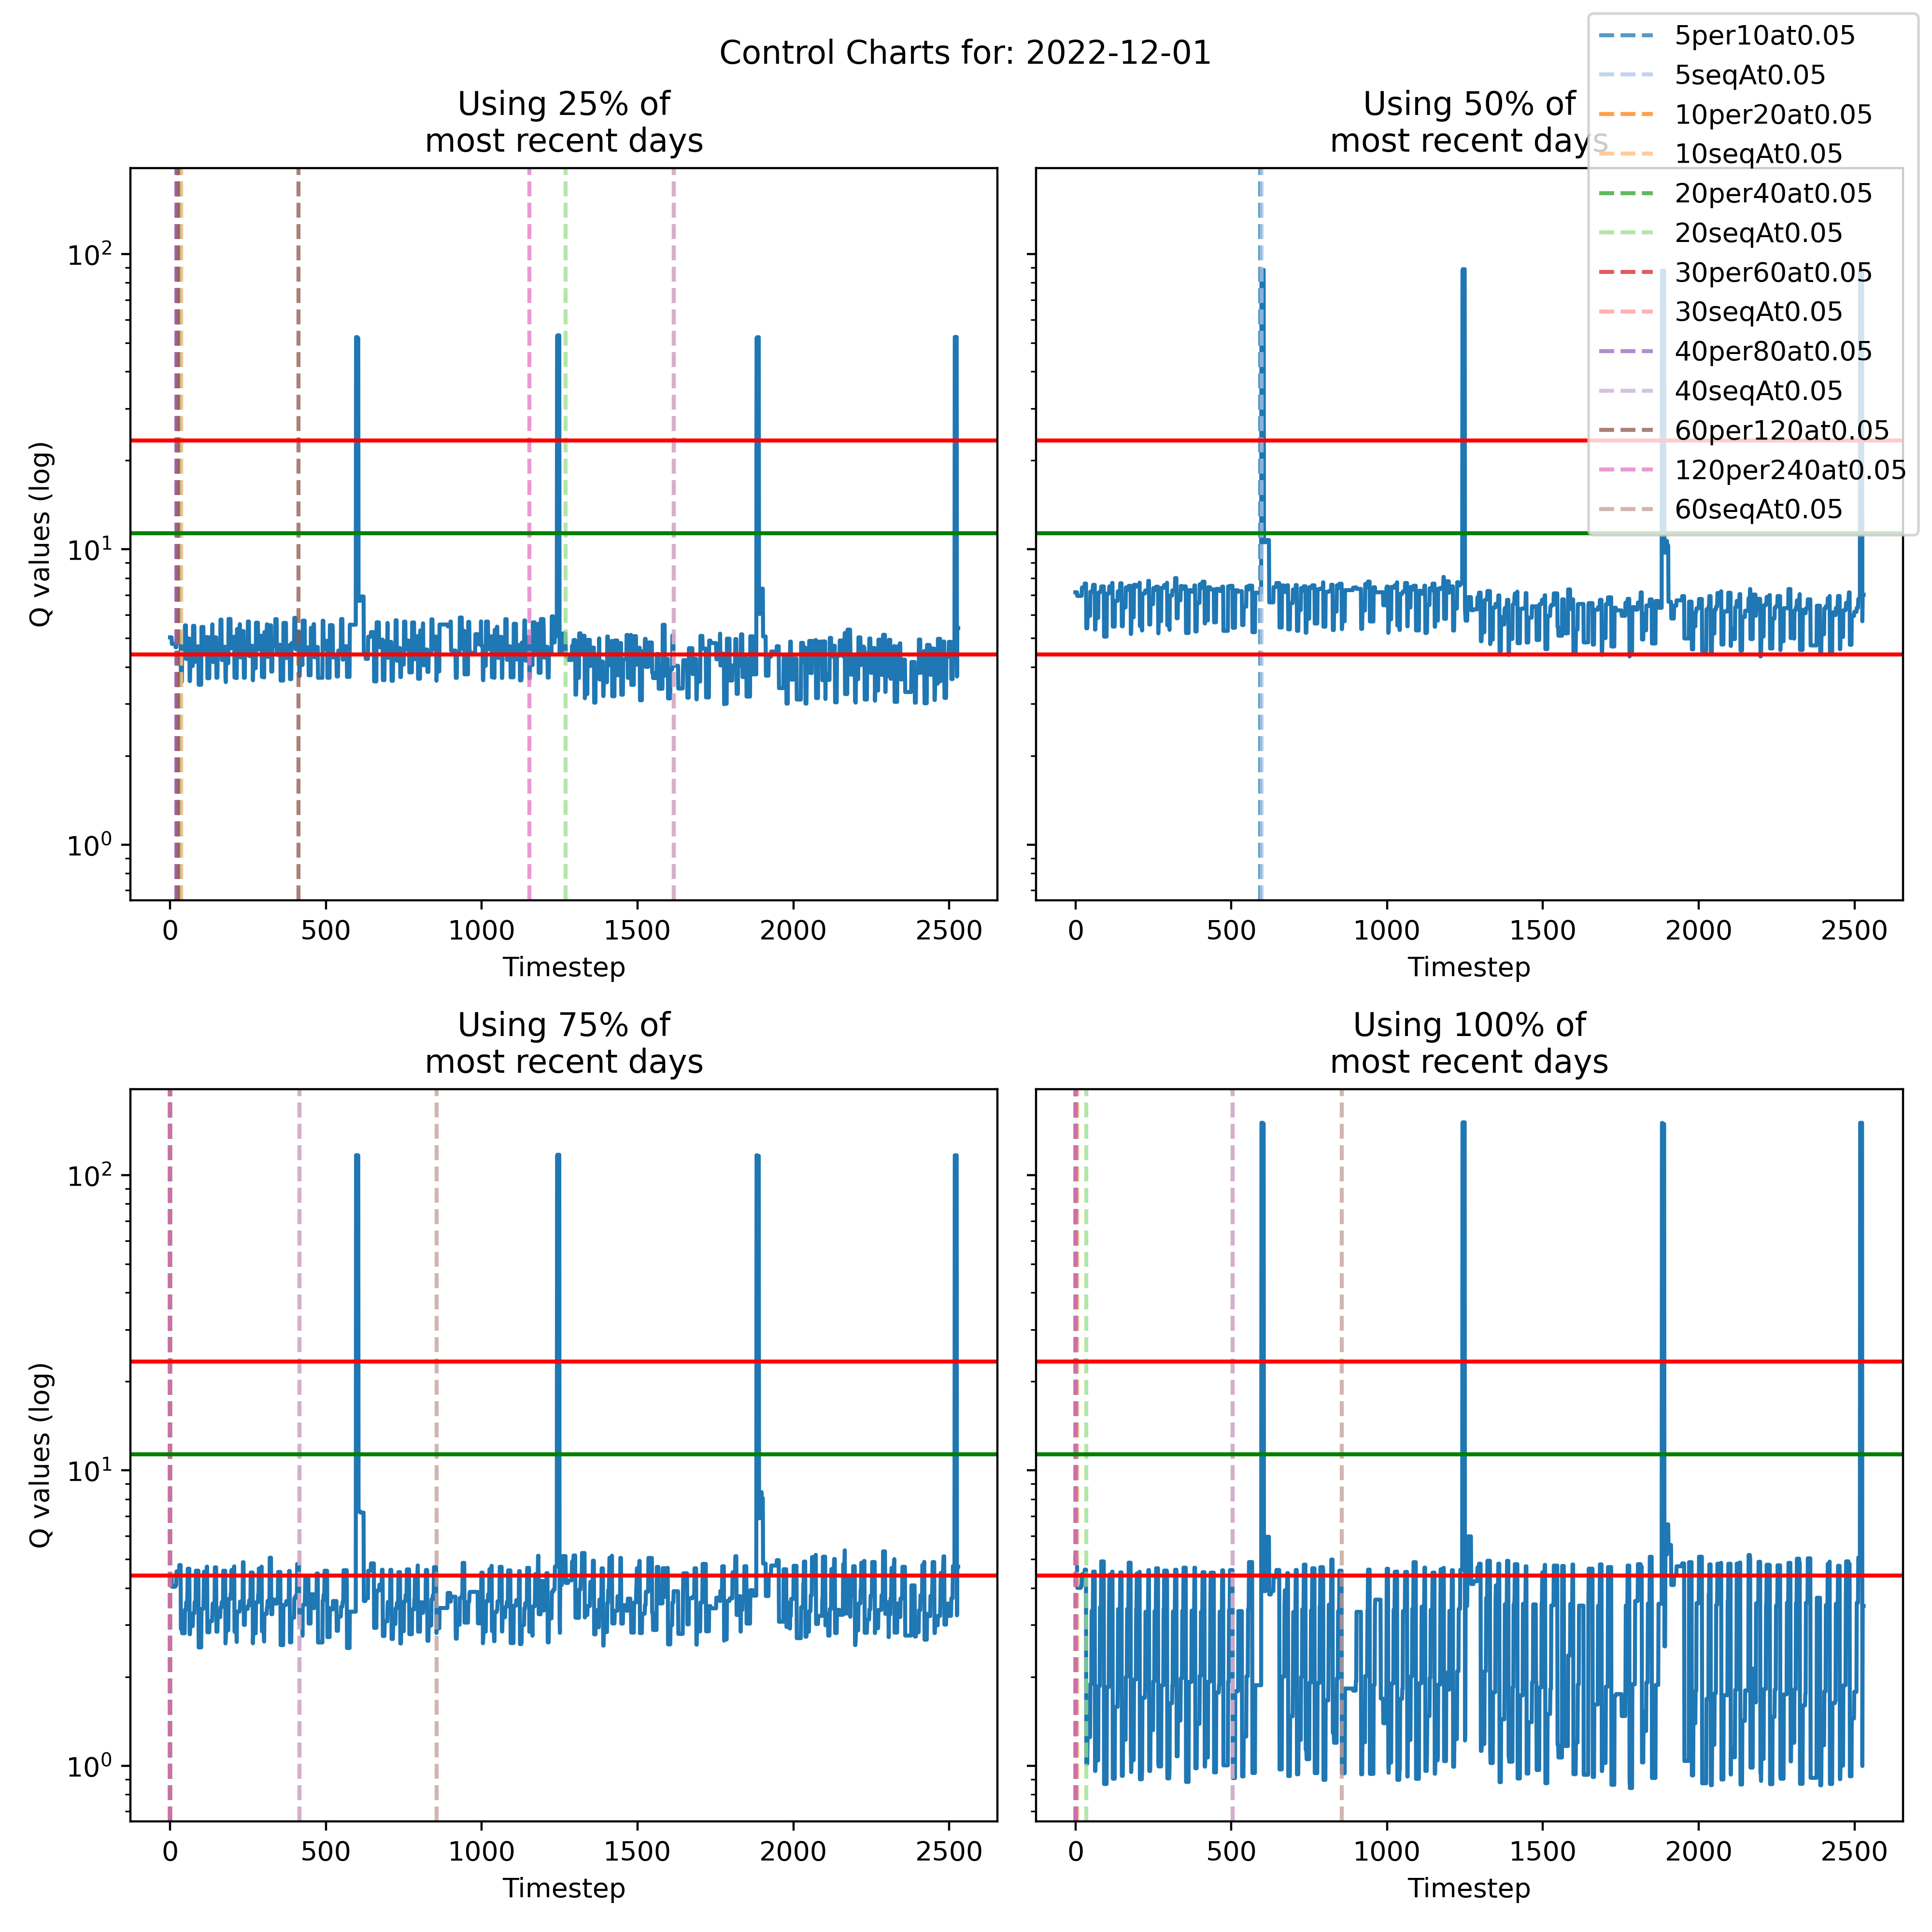 Control Charts for: 2022-12-01
5per10at0.05
5seqAt0.05
10per20at0.05
10seqAt0.05
20per40at0.05
20seqAt0.05
30per60at0.05
30seqAt0.05
40per80at0.05
40seqAt0.05
60per120at0.05
120per240at0.05
60seqAt0.05
Using 25% of
most recent days
Q values (log)
10²
10¹
10⁰
0 500 1000 1500 2000 2500
Timestep
Using 50% of
most recent days
0 500 1000 1500 2000 2500
Timestep
Using 75% of
most recent days
Q values (log)
10²
10¹
10⁰
0 500 1000 1500 2000 2500
Timestep
Using 100% of
most recent days
0 500 1000 1500 2000 2500
Timestep